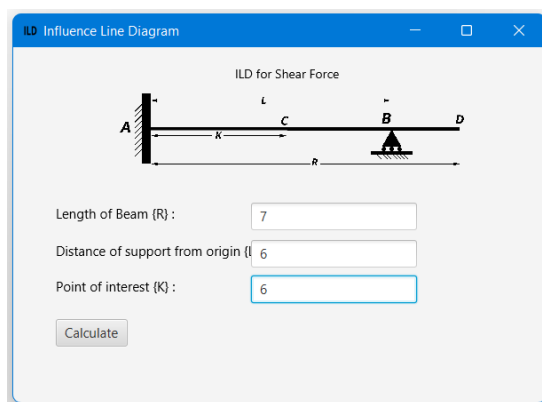 ILD Influence Line Diagram
ILD for Shear Force
L
A C B D
K
R
Length of Beam {R} : 7
Distance of support from origin {L 6
Point of interest {K} : 6
Calculate